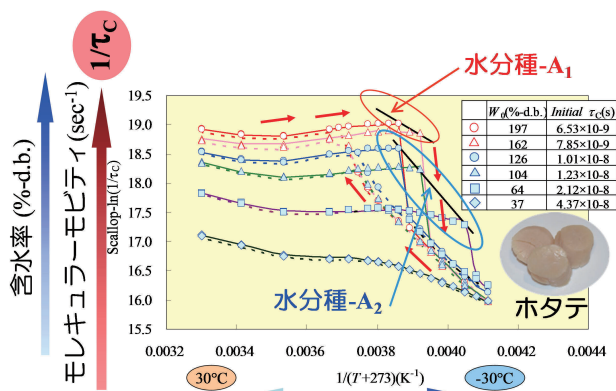 1/τC
含水率 (%-d.b.)
モレキュラーモビティ(sec-1)
Scallop-ln(1/τC)
19.5
19.0
18.5
18.0
17.5
17.0
16.5
16.0
15.5
水分種-A1
W0(%-d.b.) Initial τC(s)
197 6.53×10-9
162 7.85×10-9
126 1.01×10-8
104 1.23×10-8
64 2.12×10-8
37 4.37×10-8
ホタテ
水分種-A2
0.0032 0.0034 0.0036 0.0038 0.0040 0.0042 0.0044
30°C 1/(T+273)(K-1) -30°C